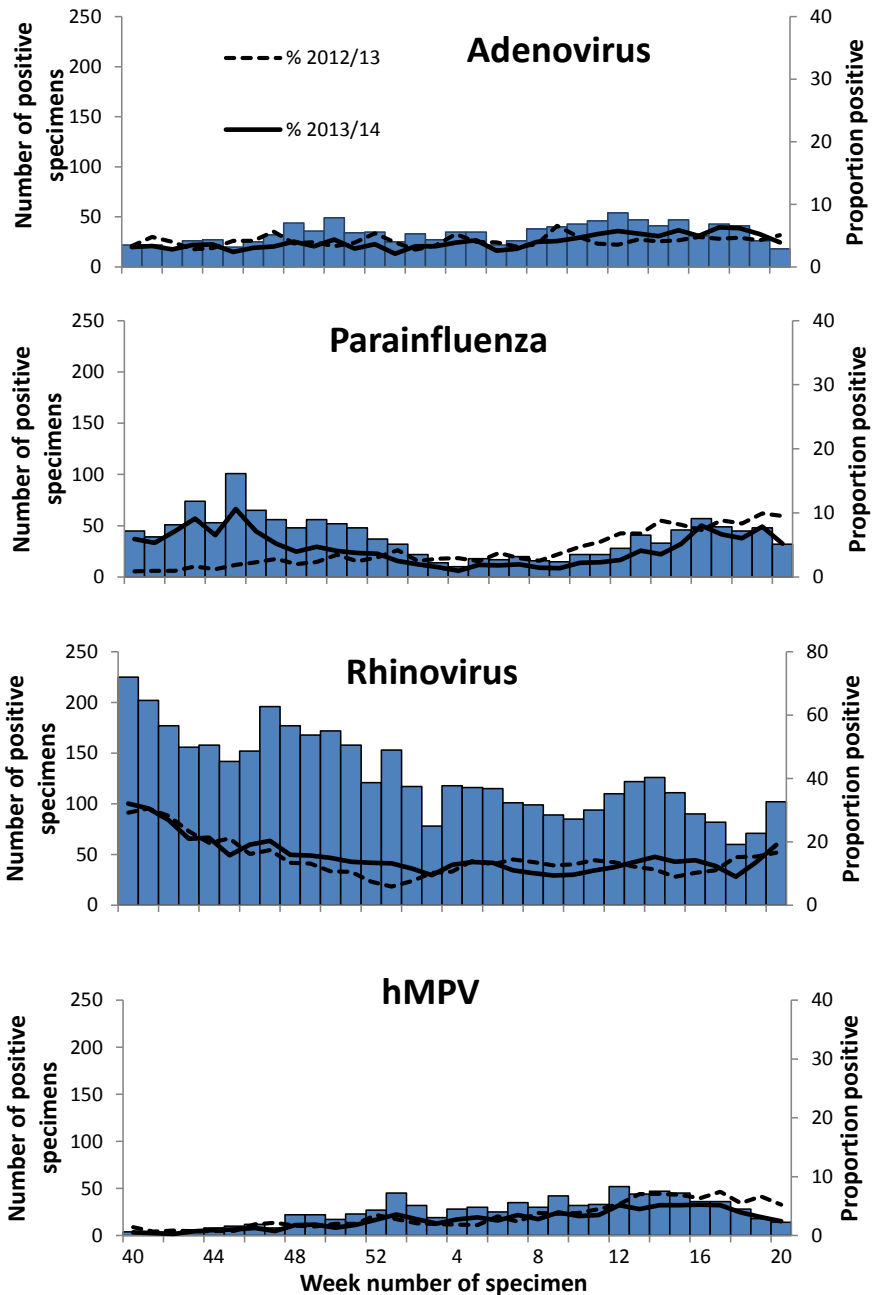 Adenovirus
% 2012/13
% 2013/14
Number of positive
specimens
250
200
150
100
50
0
40
30
20
10
0
Proportion positive
Parainfluenza
Number of positive
specimens
250
200
150
100
50
0
40
30
20
10
0
Proportion positive
Rhinovirus
Number of positive
specimens
250
200
150
100
50
0
80
60
40
20
0
Proportion positive
hMPV
Number of positive
specimens
250
200
150
100
50
0
40
30
20
10
0
Proportion positive
40 44 48 52 4 8 12 16 20
Week number of specimen